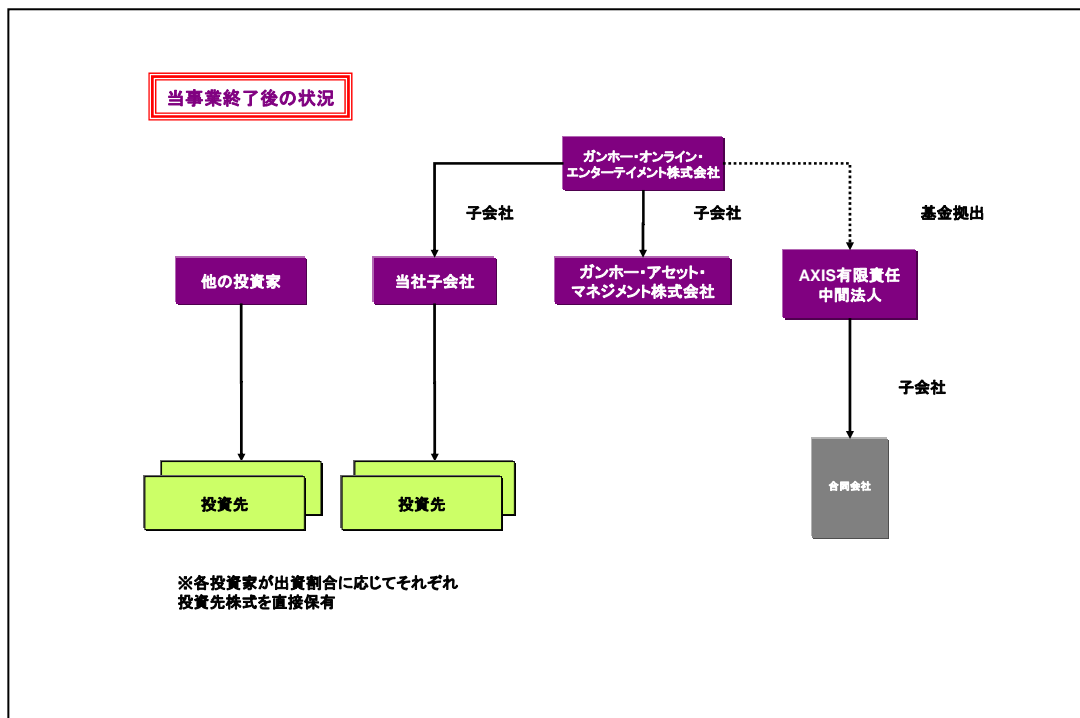 当事業終了後の状況
ガンホー・オンライン・
エンターテイメント株式会社
子会社
子会社
基金拠出
他の投資家
当社子会社
ガンホー・アセット・
マネジメント株式会社
AXIS有限責任
中間法人
子会社
合同会社
投資先
投資先
※各投資家が出資割合に応じてそれぞれ
投資先株式を直接保有